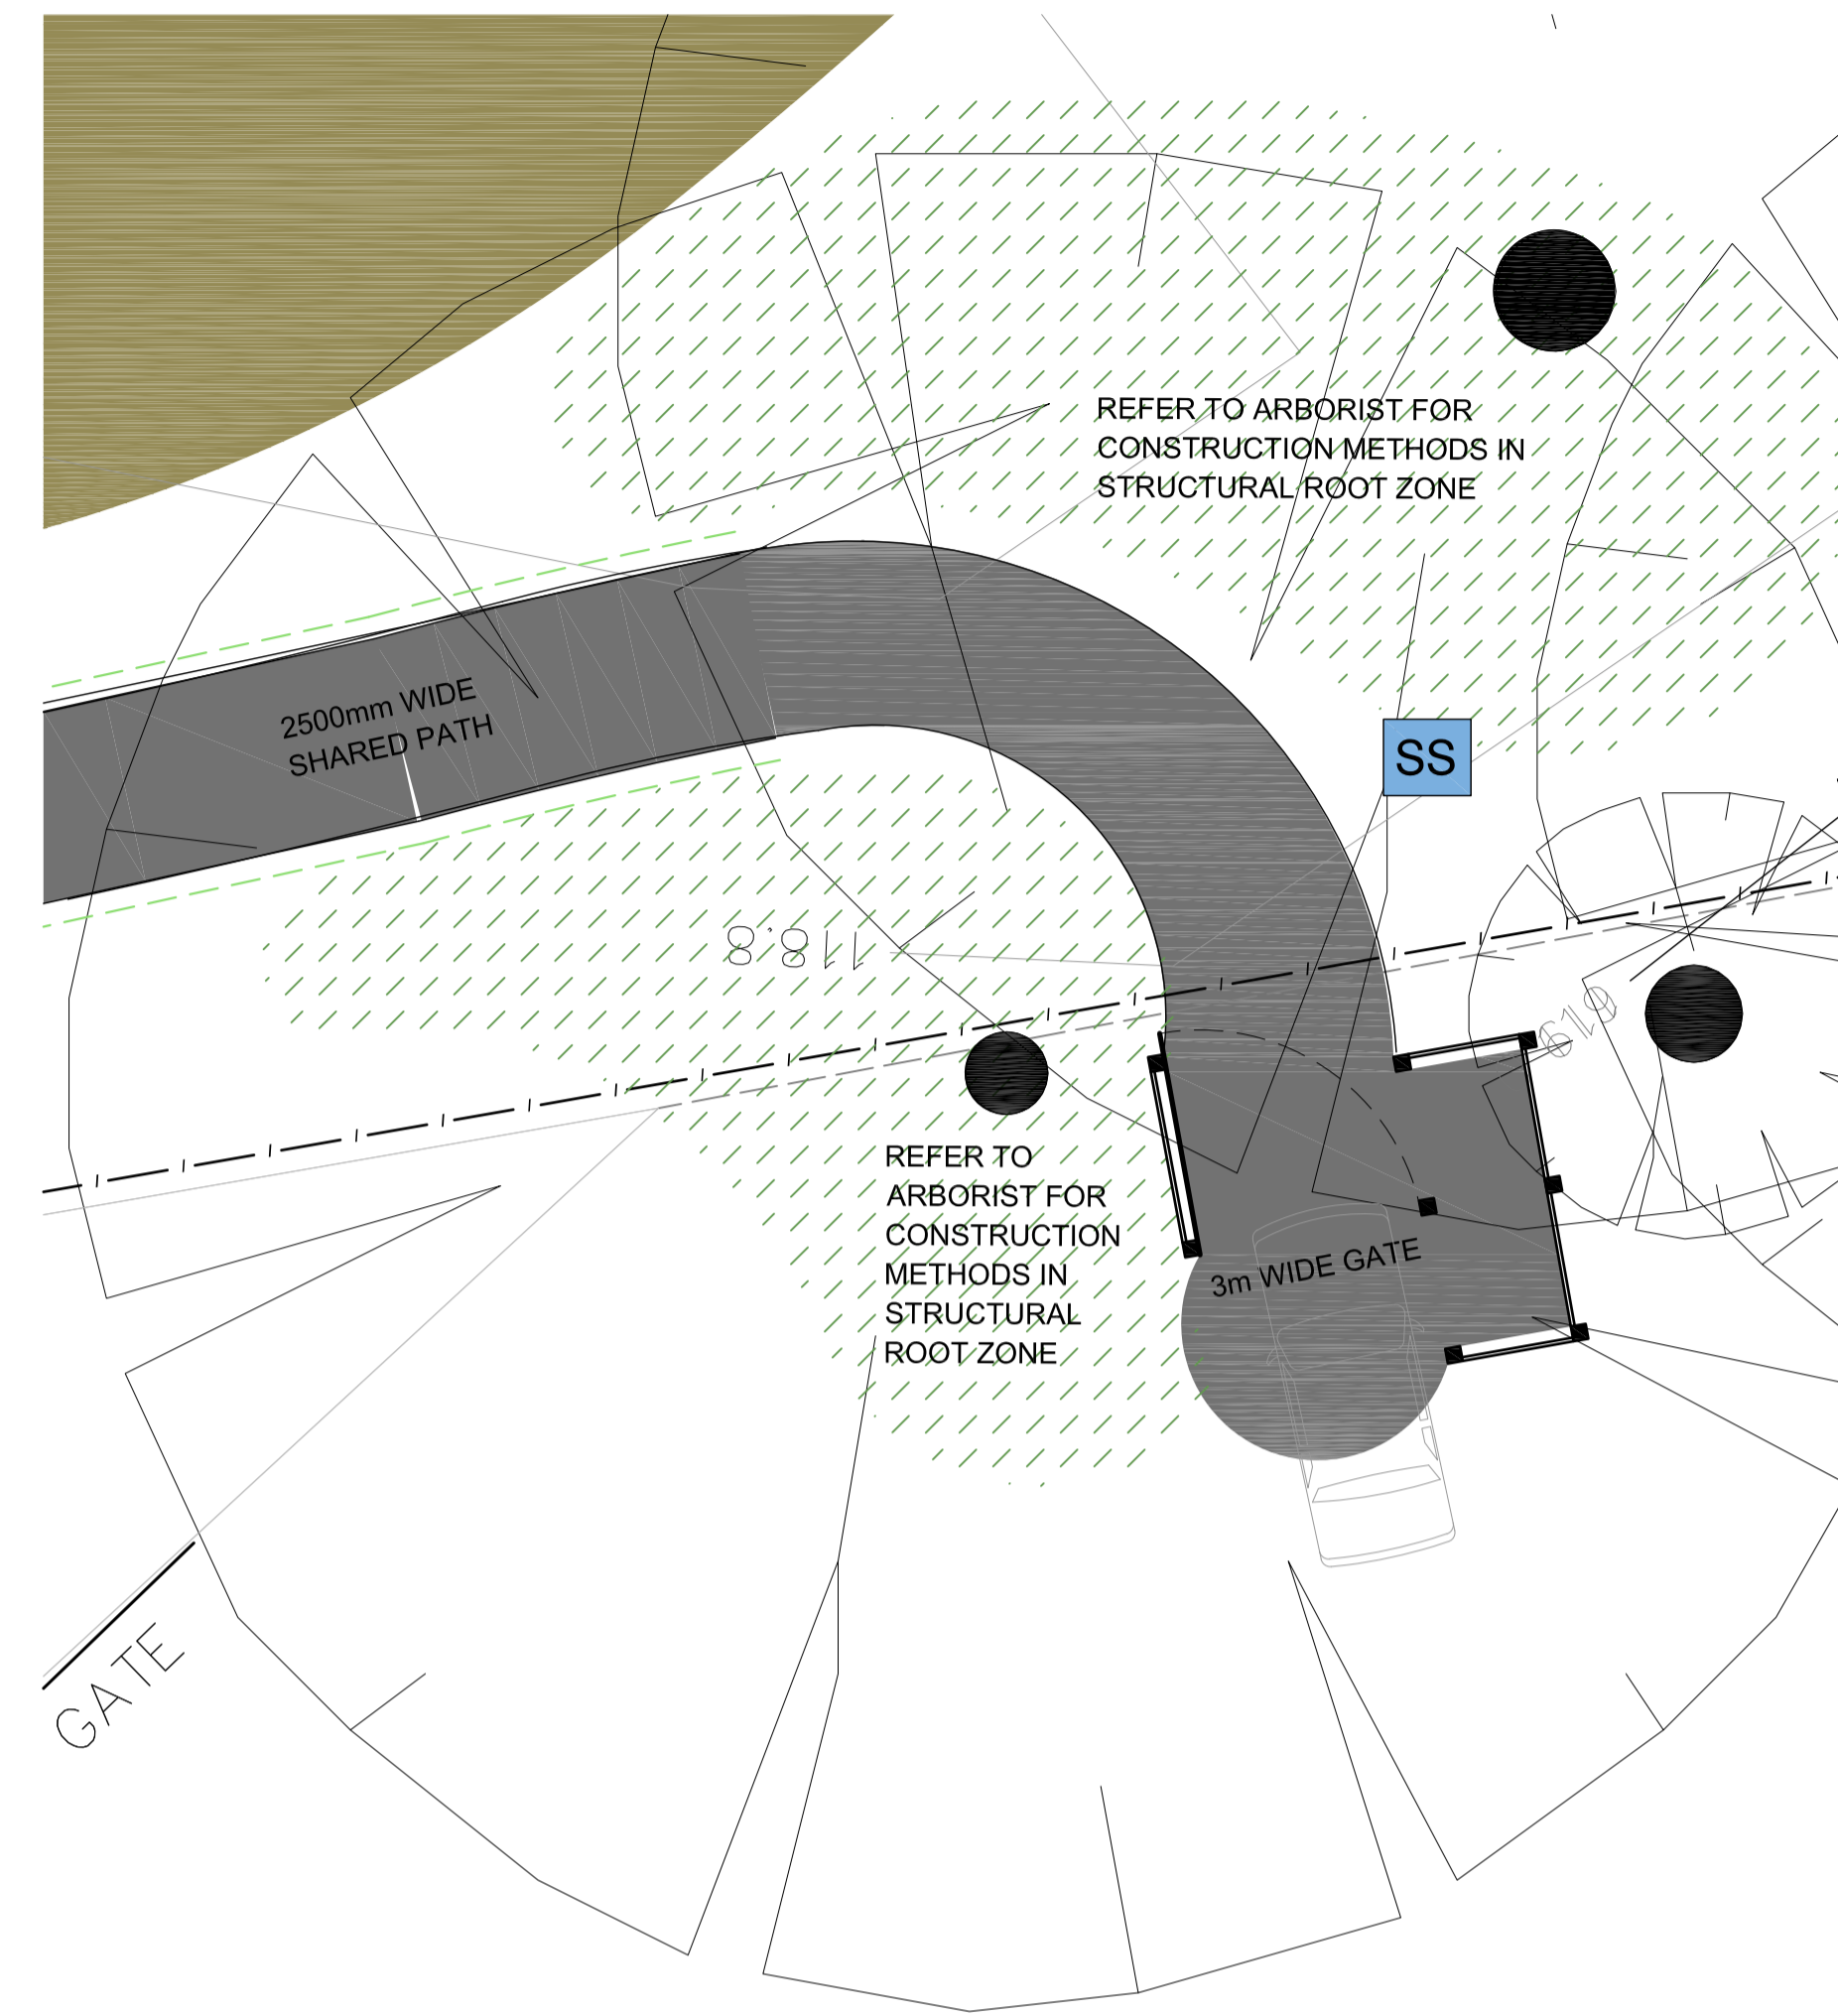 REFER TO ARBORIST FOR
CONSTRUCTION METHODS IN
STRUCTURAL ROOT ZONE
2500mm WIDE
SHARED PATH
SS
118.8
619
REFER TO
ARBORIST FOR
CONSTRUCTION
METHODS IN
STRUCTURAL
ROOT ZONE
3m WIDE GATE
GATE